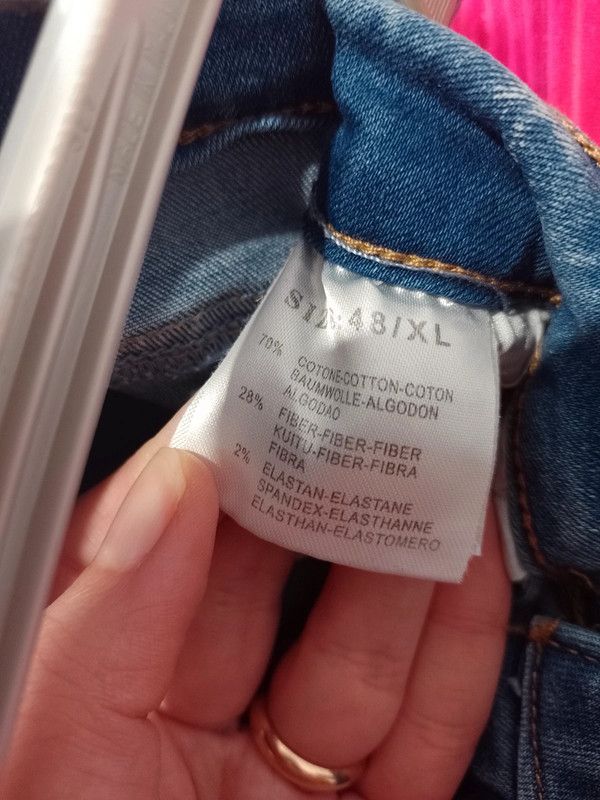 SIZ:48/XL
70% COTONE-COTTON-COTON
BAUMWOLLE-ALGODON
ALGODAO
28% FIBER-FIBER-FIBER
KUITU-FIBER-FIBRA
FIBRA
2% ELASTAN-ELASTANE
SPANDEX-ELASTHANNE
ELASTHAN-ELASTOMERO